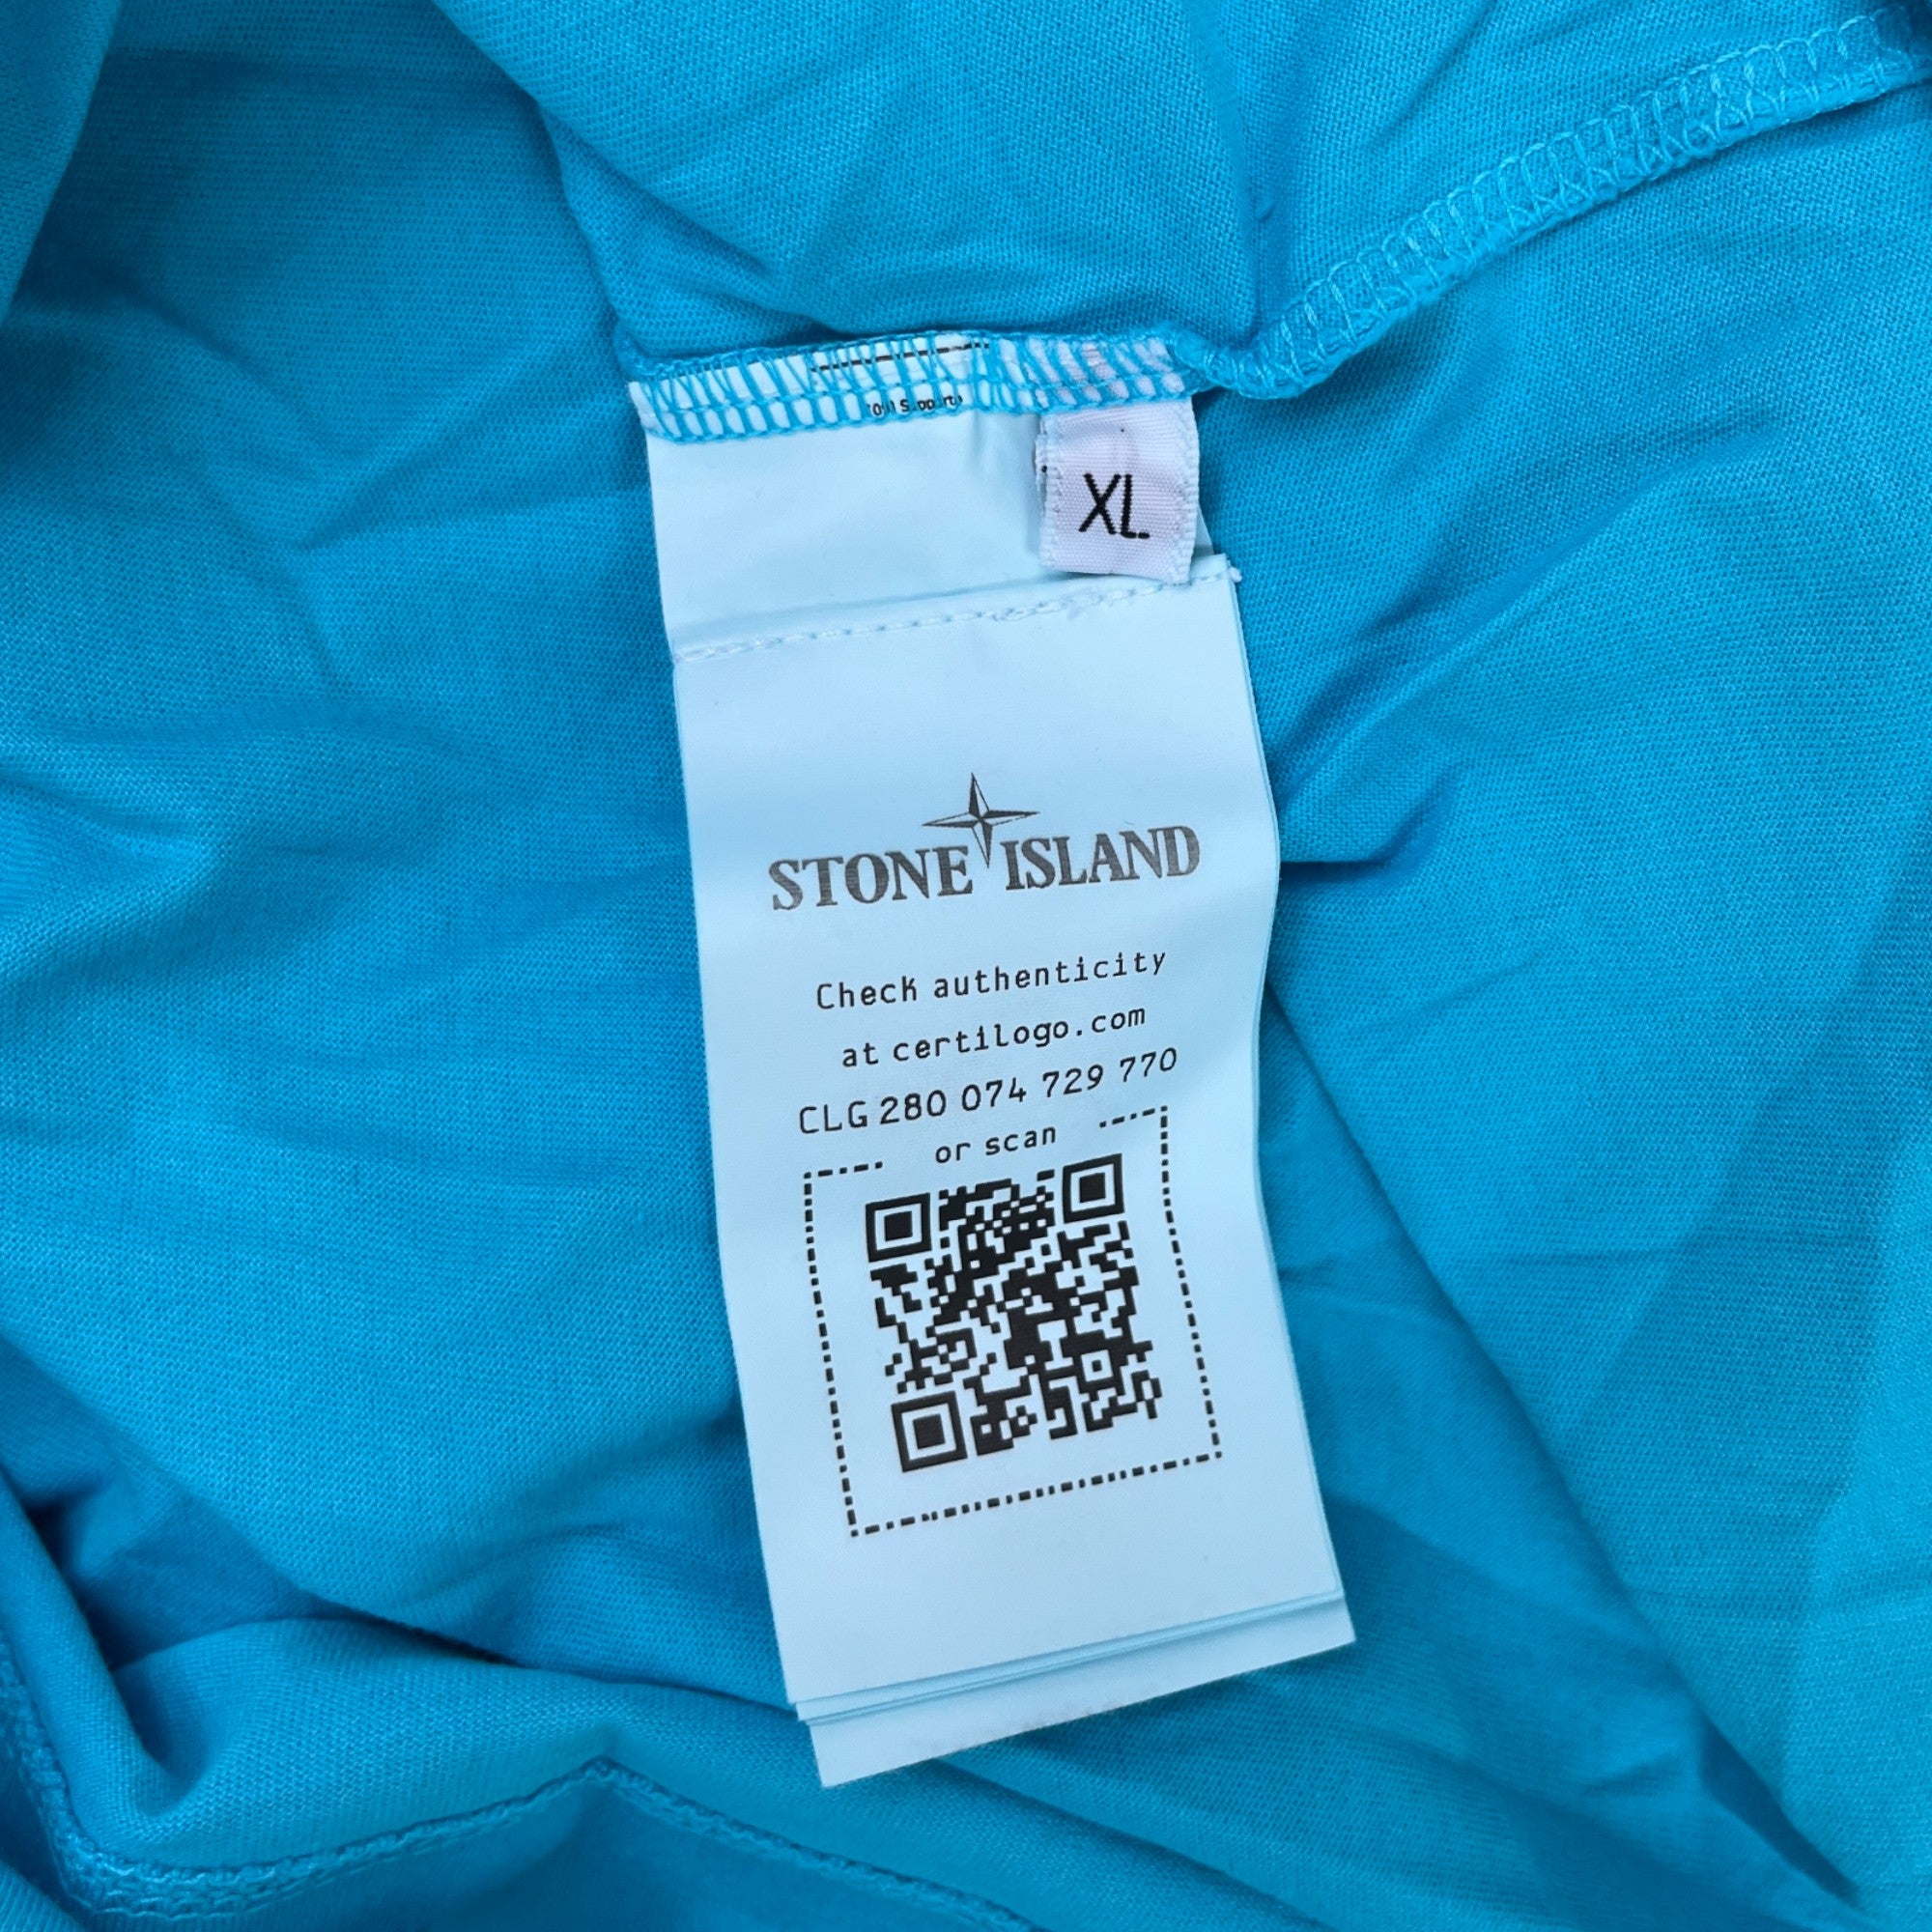 XL
STONE ISLAND
Check authenticity
at certilogo.com
CLG 280 074 729 770
or scan